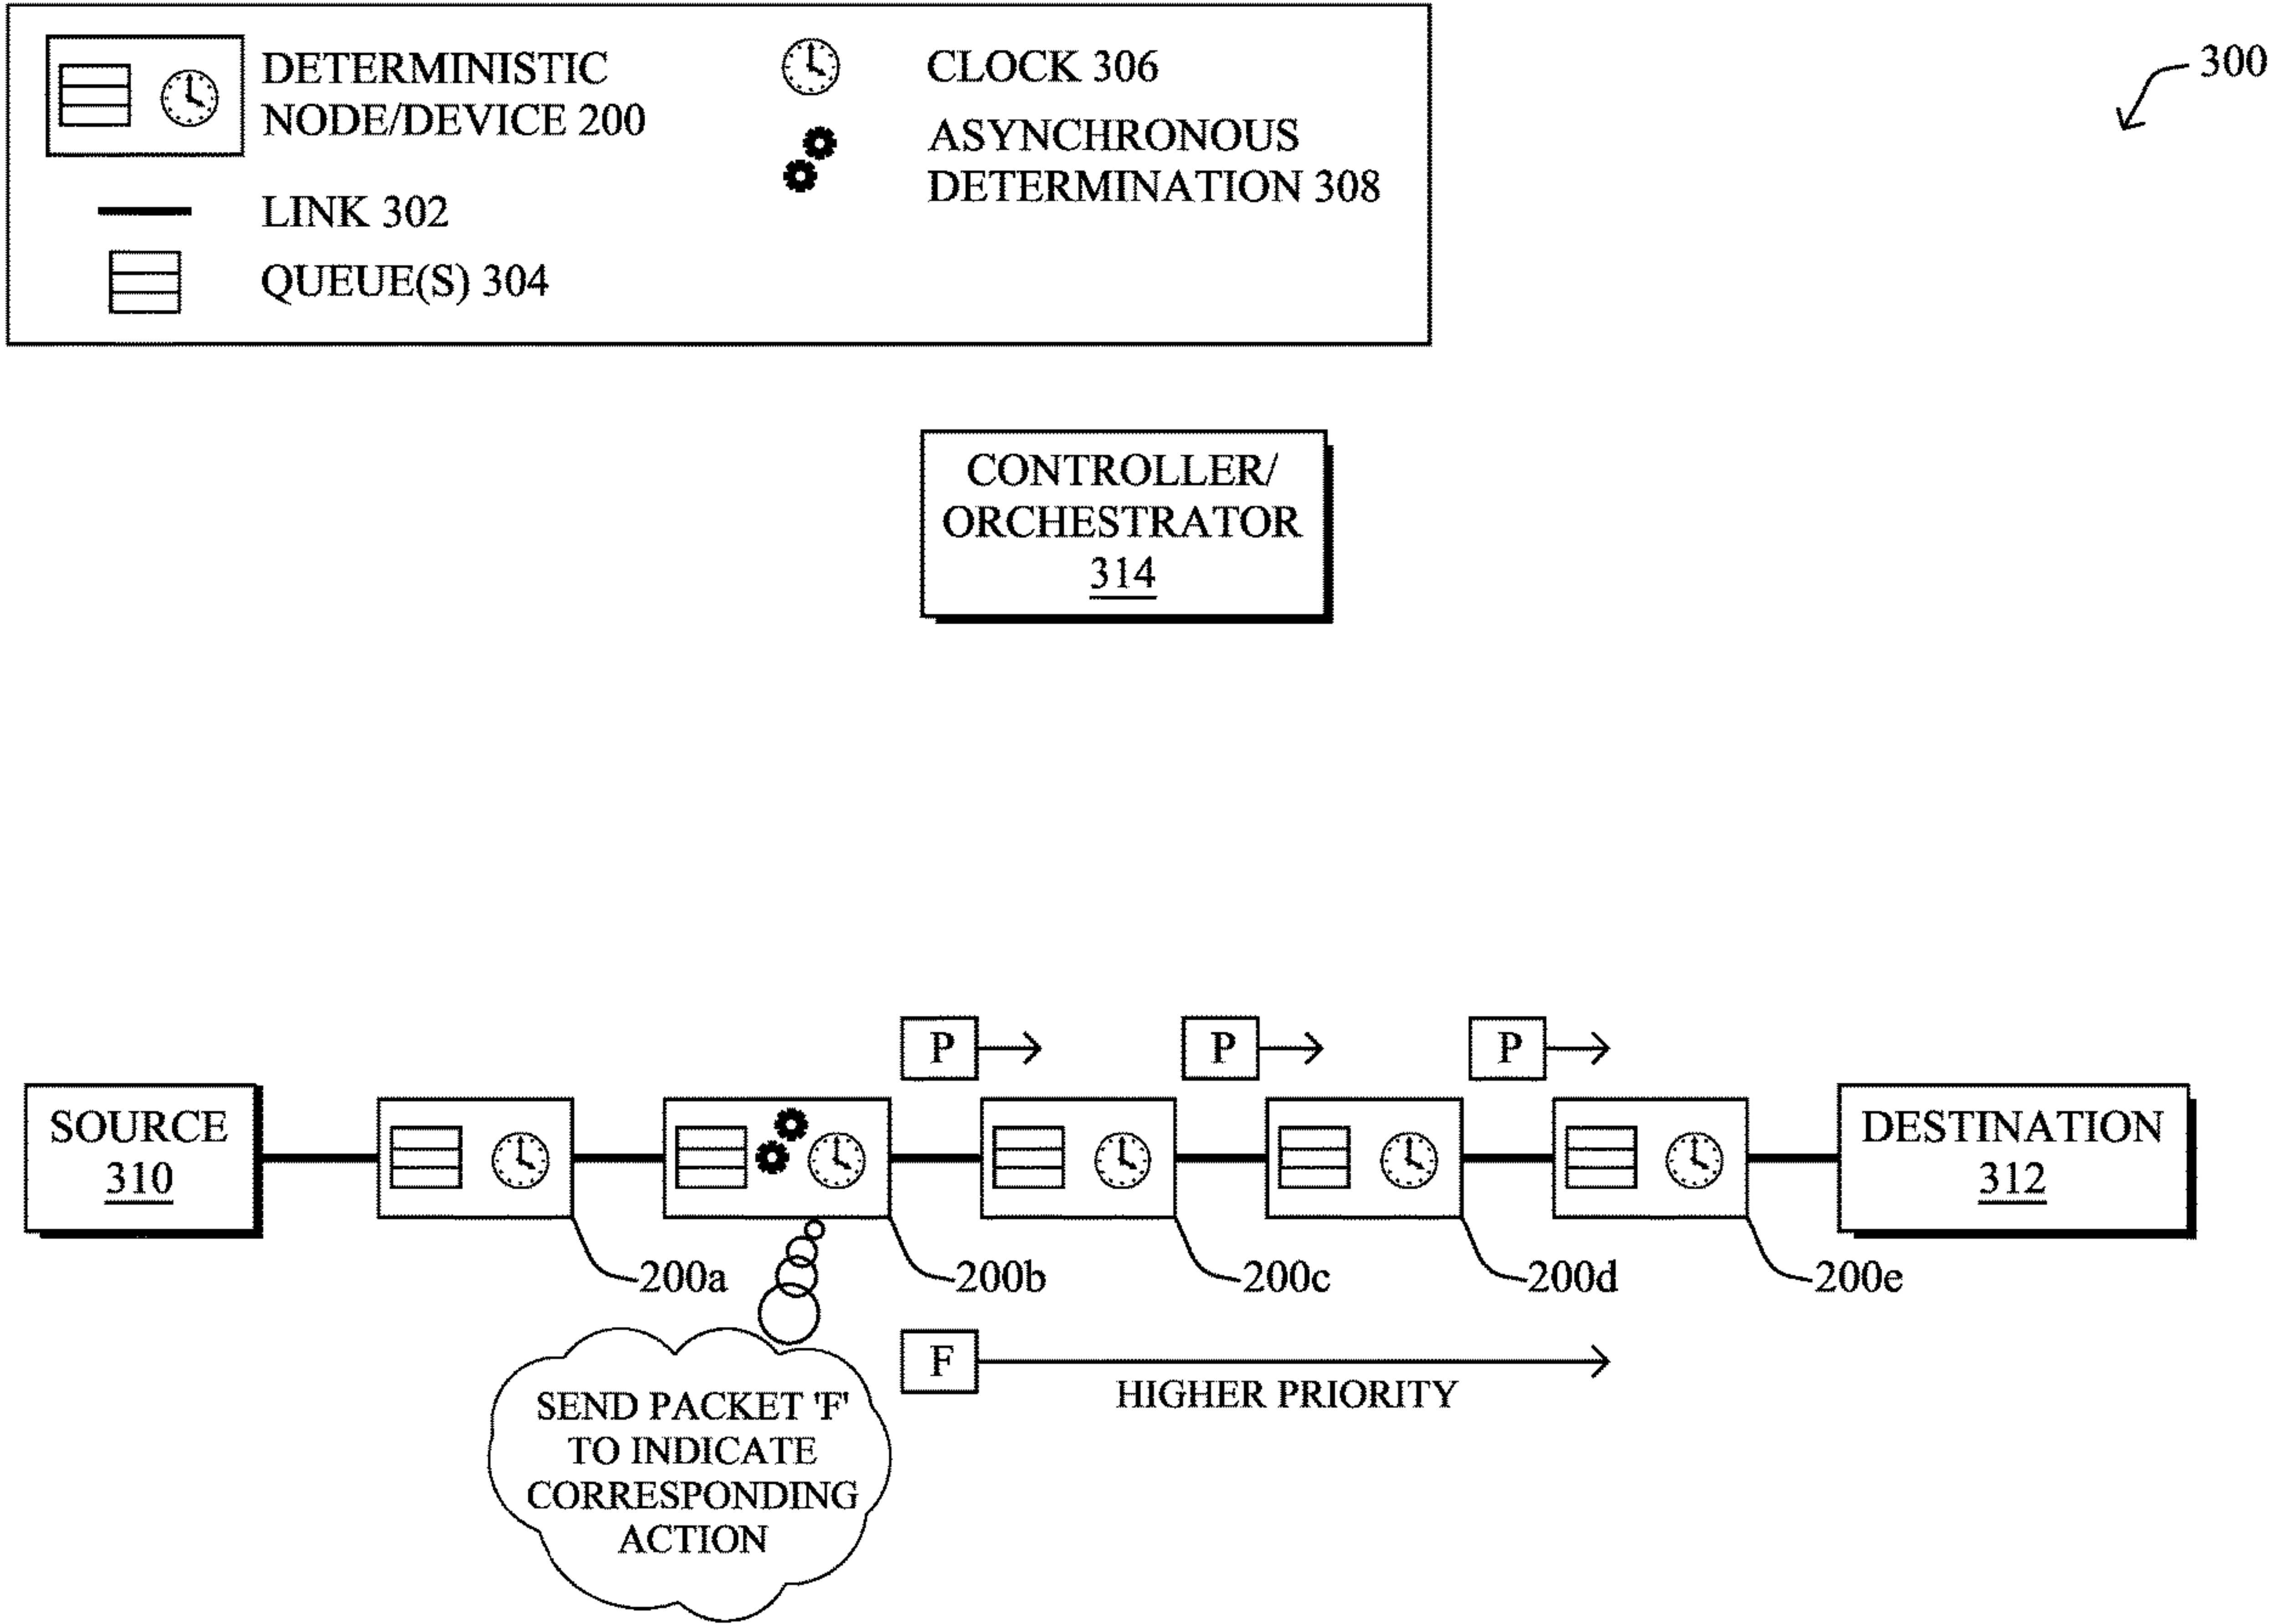 DETERMINISTIC
NODE/DEVICE 200
LINK 302
QUEUE(S) 304
CLOCK 306
ASYNCHRONOUS
DETERMINATION 308
300
CONTROLLER/
ORCHESTRATOR
314
P
P
P
SOURCE
310
DESTINATION
312
200a
200b
200c
200d
200e
F
HIGHER PRIORITY
SEND PACKET 'F'
TO INDICATE
CORRESPONDING
ACTION